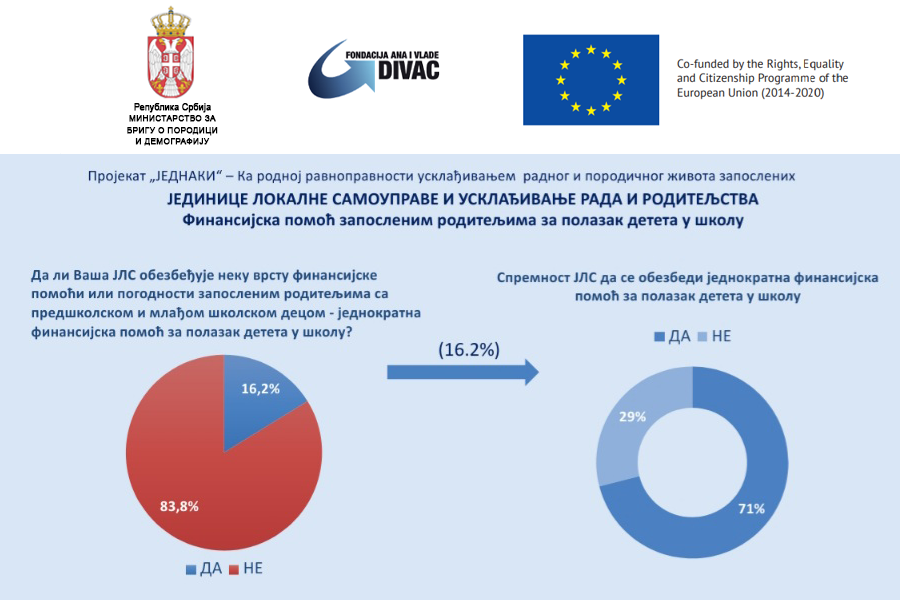 Република Србија
МИНИСТАРСТВО ЗА
БРИГУ О ПОРОДИЦИ
И ДЕМОГРАФИЈУ
FONDACIJA ANA I VLADE
DIVAC
Co-funded by the Rights, Equality
and Citizenship Programme of the
European Union (2014-2020)
Пројекат „ЈЕДНАКИ“ – Ка родној равноправности усклађивањем радног и породичног живота запослених
ЈЕДИНИЦЕ ЛОКАЛНЕ САМОУПРАВЕ И УСКЛАЂИВАЊЕ РАДА И РОДИТЕЉСТВА
Финансијска помоћ запосленим родитељима за полазак детета у школу
Да ли Ваша ЈЛС обезбеђује неку врсту финансијске
помоћи или погодности запосленим родитељима са
предшколском и млађом школском децом - једнократна
финансијска помоћ за полазак детета у школу?
16,2%
83,8%
ДА НЕ
(16.2%)
Спремност ЈЛС да се обезбеди једнократна финансијска
помоћ за полазак детета у школу
ДА НЕ
29%
71%